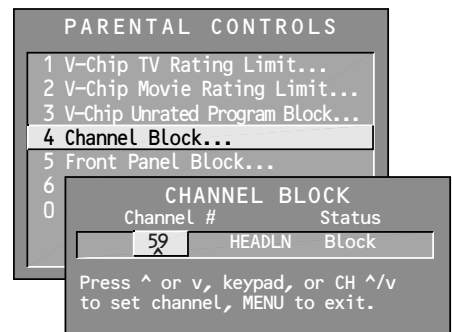 PARENTAL CONTROLS
1 V-Chip TV Rating Limit...
2 V-Chip Movie Rating Limit...
3 V-Chip Unrated Program Block...
4 Channel Block...
5 Front Panel Block...
6
0
CHANNEL BLOCK
Channel # Status
59 HEADLN Block
Press ^ or v, keypad, or CH ^/v
to set channel, MENU to exit.